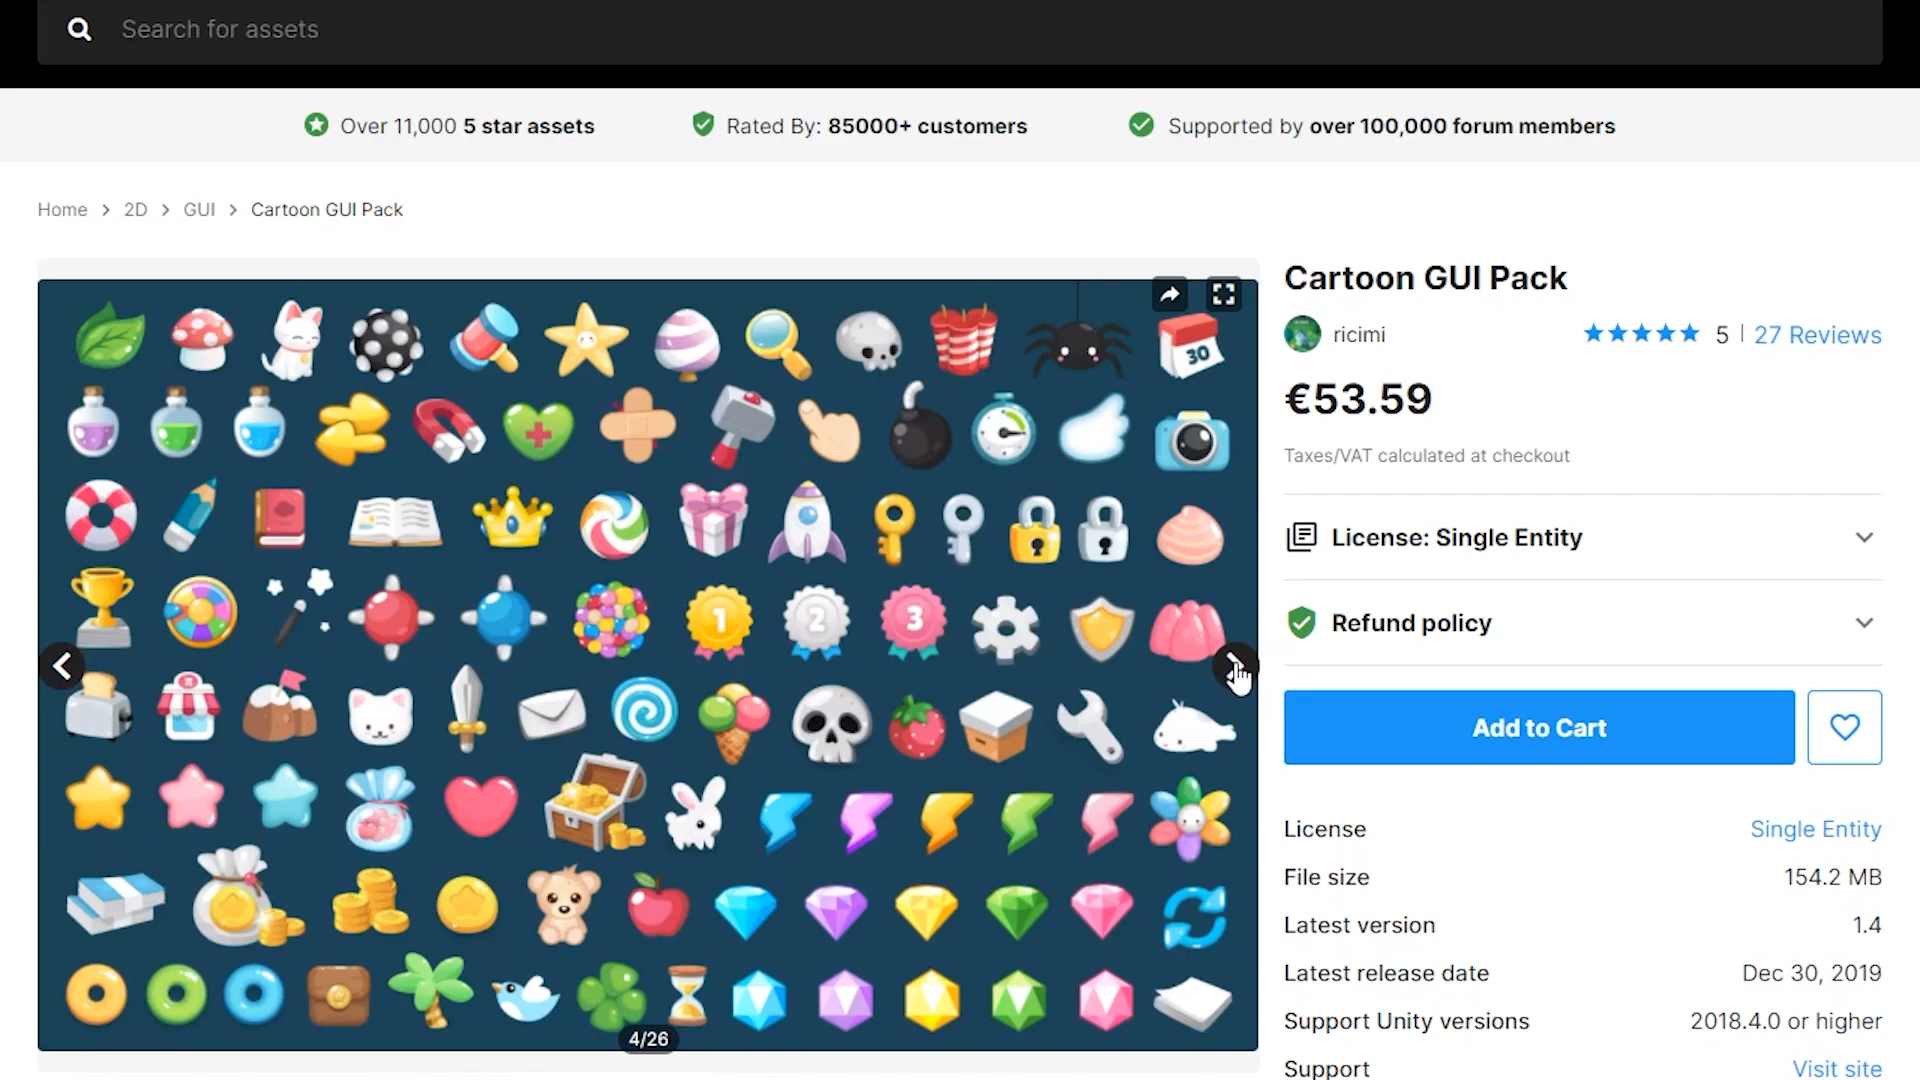 Search for assets
Over 11,000 5 star assets
Rated By: 85000+ customers
Supported by over 100,000 forum members
Home > 2D > GUI > Cartoon GUI Pack
30
1
2
3
4/26
Cartoon GUI Pack
ricimi
5 | 27 Reviews
€53.59
Taxes/VAT calculated at checkout
License: Single Entity
Refund policy
Add to Cart
License Single Entity
File size 154.2 MB
Latest version 1.4
Latest release date Dec 30, 2019
Support Unity versions 2018.4.0 or higher
Support Visit site